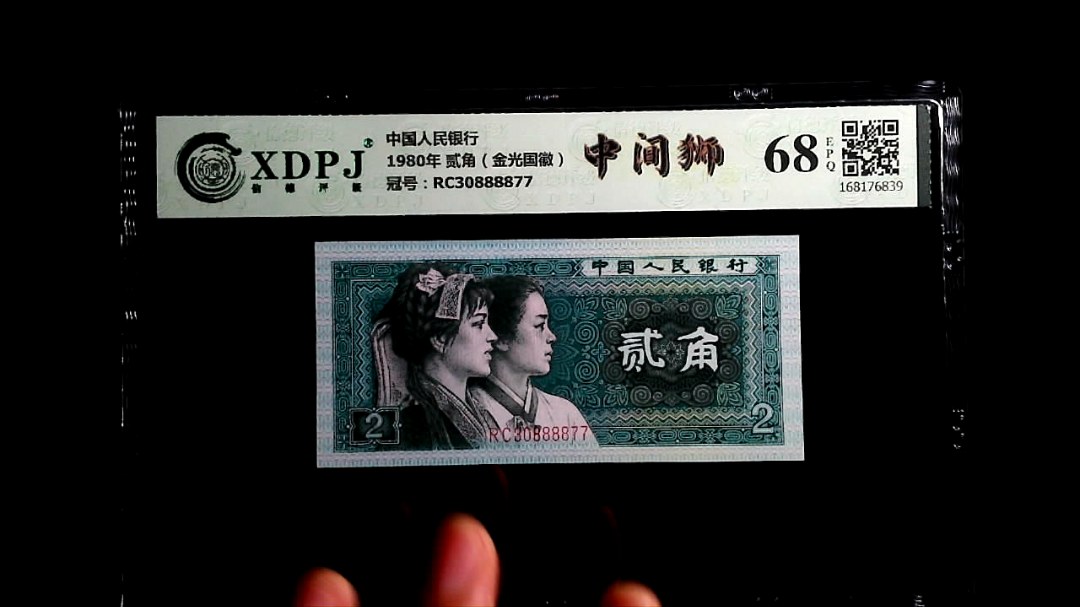 XDPJ
中国人民银行
1980年 贰角（金光国徽）
冠号：RC30888877
中间狮
68
EPQ
168176839
中国人民银行
贰角
2
2
RC30888877